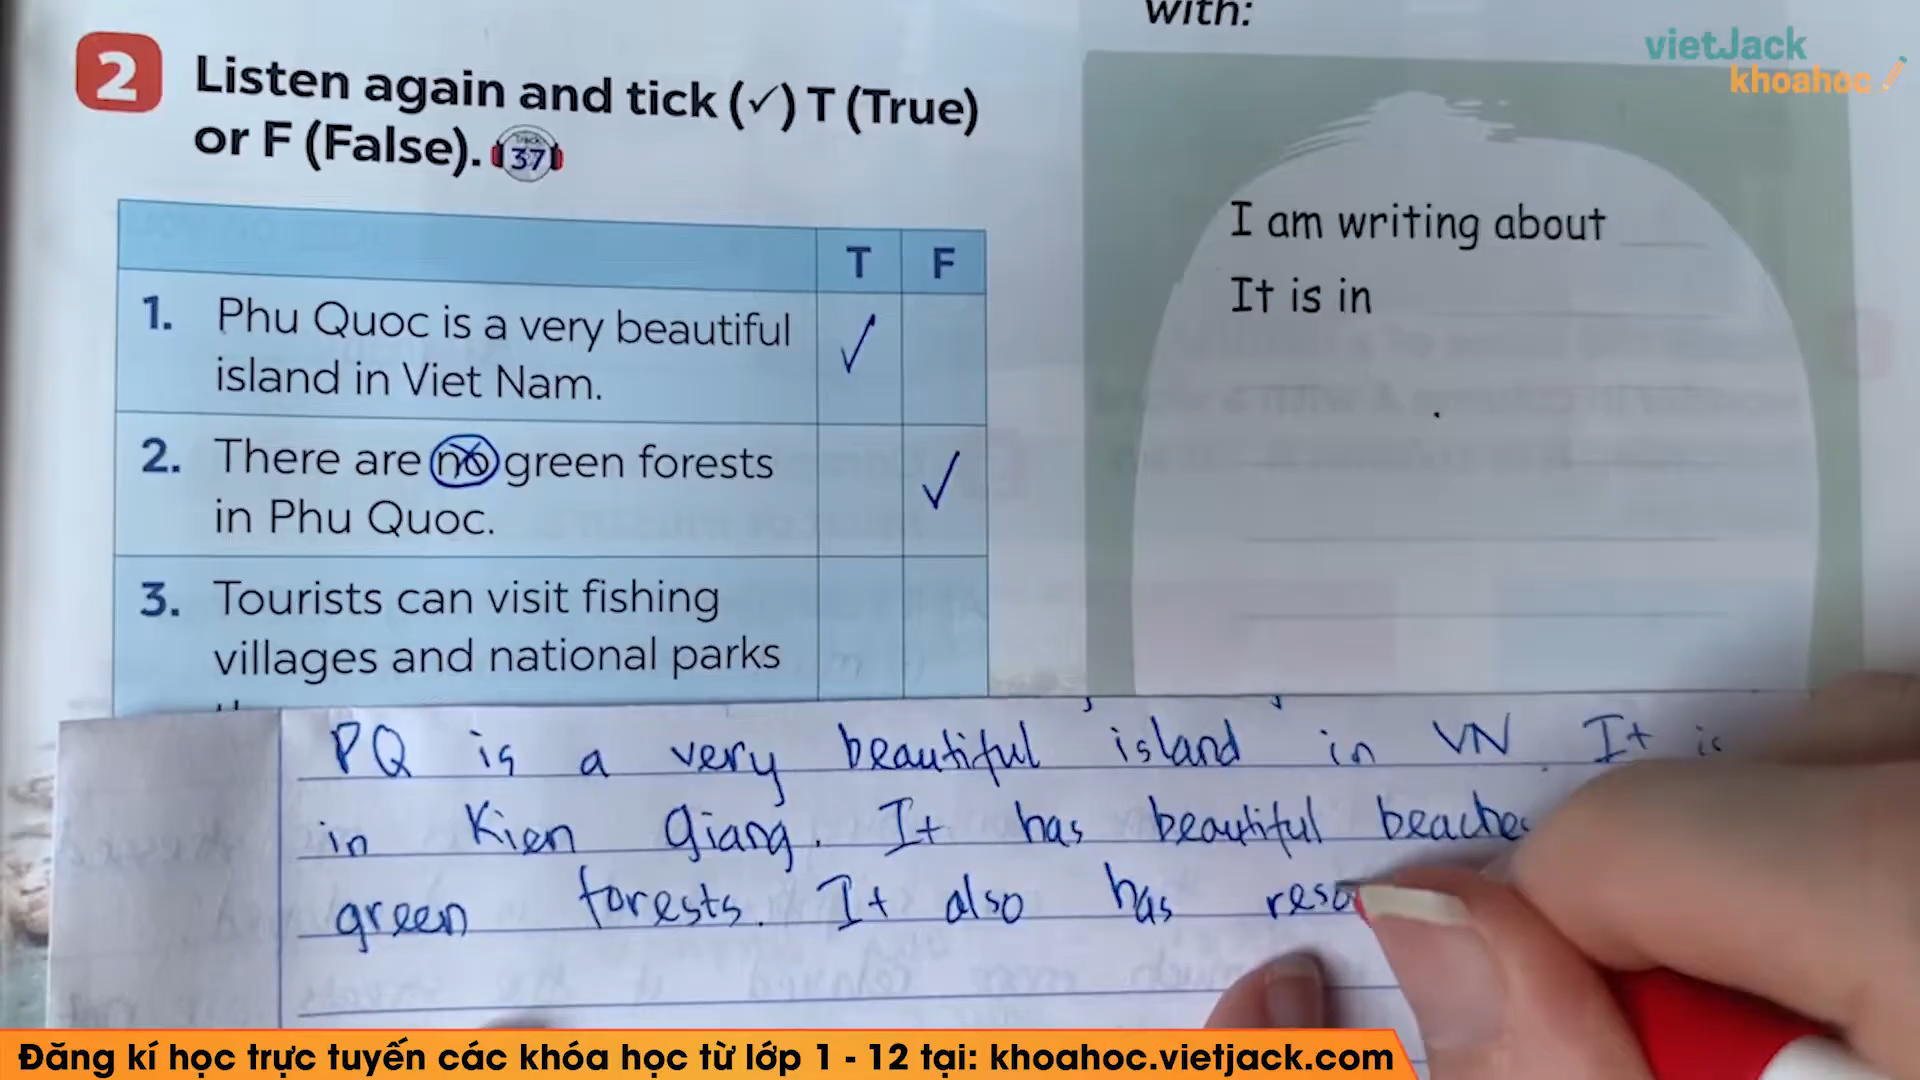 with:
vietJack
khoahoc
2 Listen again and tick (✓) T (True)
or F (False). Track 37
T F
1. Phu Quoc is a very beautiful
island in Viet Nam.
2. There are no green forests
in Phu Quoc.
3. Tourists can visit fishing
villages and national parks
I am writing about
It is in
PQ is a very beautiful island in VN. It is
in Kien Giang. It has beautiful beaches
green forests. It also has reso
Đăng kí học trực tuyến các khóa học từ lớp 1 - 12 tại: khoahoc.vietjack.com